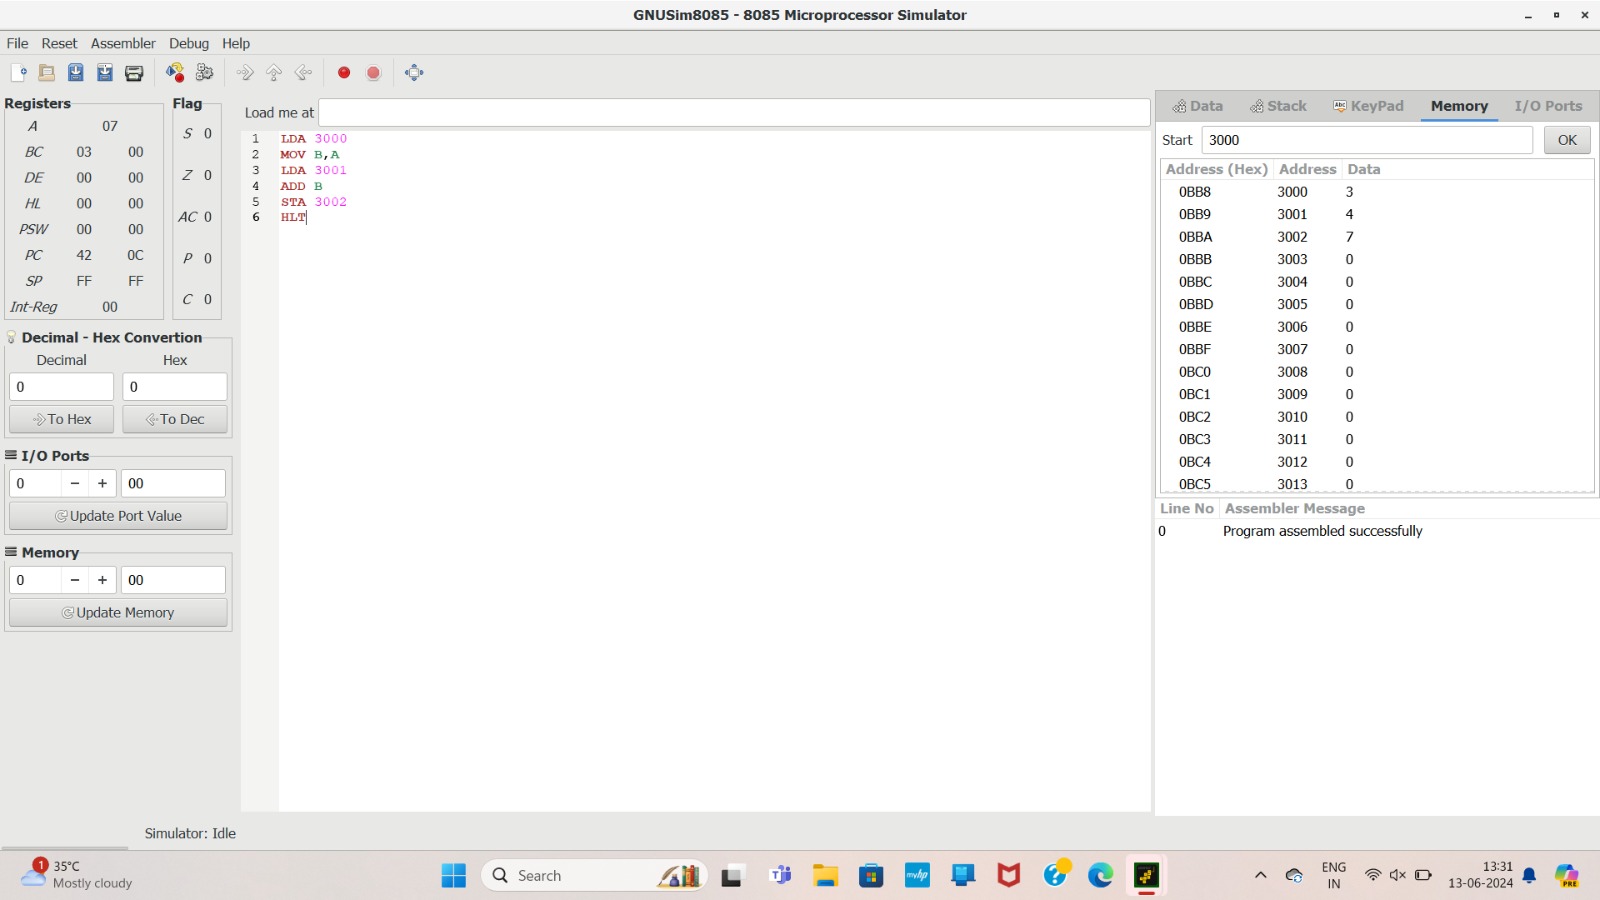 GNUSim8085 - 8085 Microprocessor Simulator
File Reset Assembler Debug Help
Registers
A 07
BC 03 00
DE 00 00
HL 00 00
PSW 00 00
PC 42 0C
SP FF FF
Int-Reg 00
Flag
S 0
Z 0
AC 0
P 0
C 0
Decimal - Hex Convertion
Decimal Hex
0 0
To Hex To Dec
I/O Ports
0 - + 00
Update Port Value
Memory
0 - + 00
Update Memory
Load me at
1 LDA 3000
2 MOV B,A
3 LDA 3001
4 ADD B
5 STA 3002
6 HLT
Data Stack KeyPad Memory I/O Ports
Start 3000 OK
Address (Hex) Address Data
0BB8 3000 3
0BB9 3001 4
0BBA 3002 7
0BBB 3003 0
0BBC 3004 0
0BBD 3005 0
0BBE 3006 0
0BBF 3007 0
0BC0 3008 0
0BC1 3009 0
0BC2 3010 0
0BC3 3011 0
0BC4 3012 0
0BC5 3013 0
Line No Assembler Message
0 Program assembled successfully
Simulator: Idle
1 35°C
Mostly cloudy
Search
myhp
ENG
IN
13:31
13-06-2024
PRE